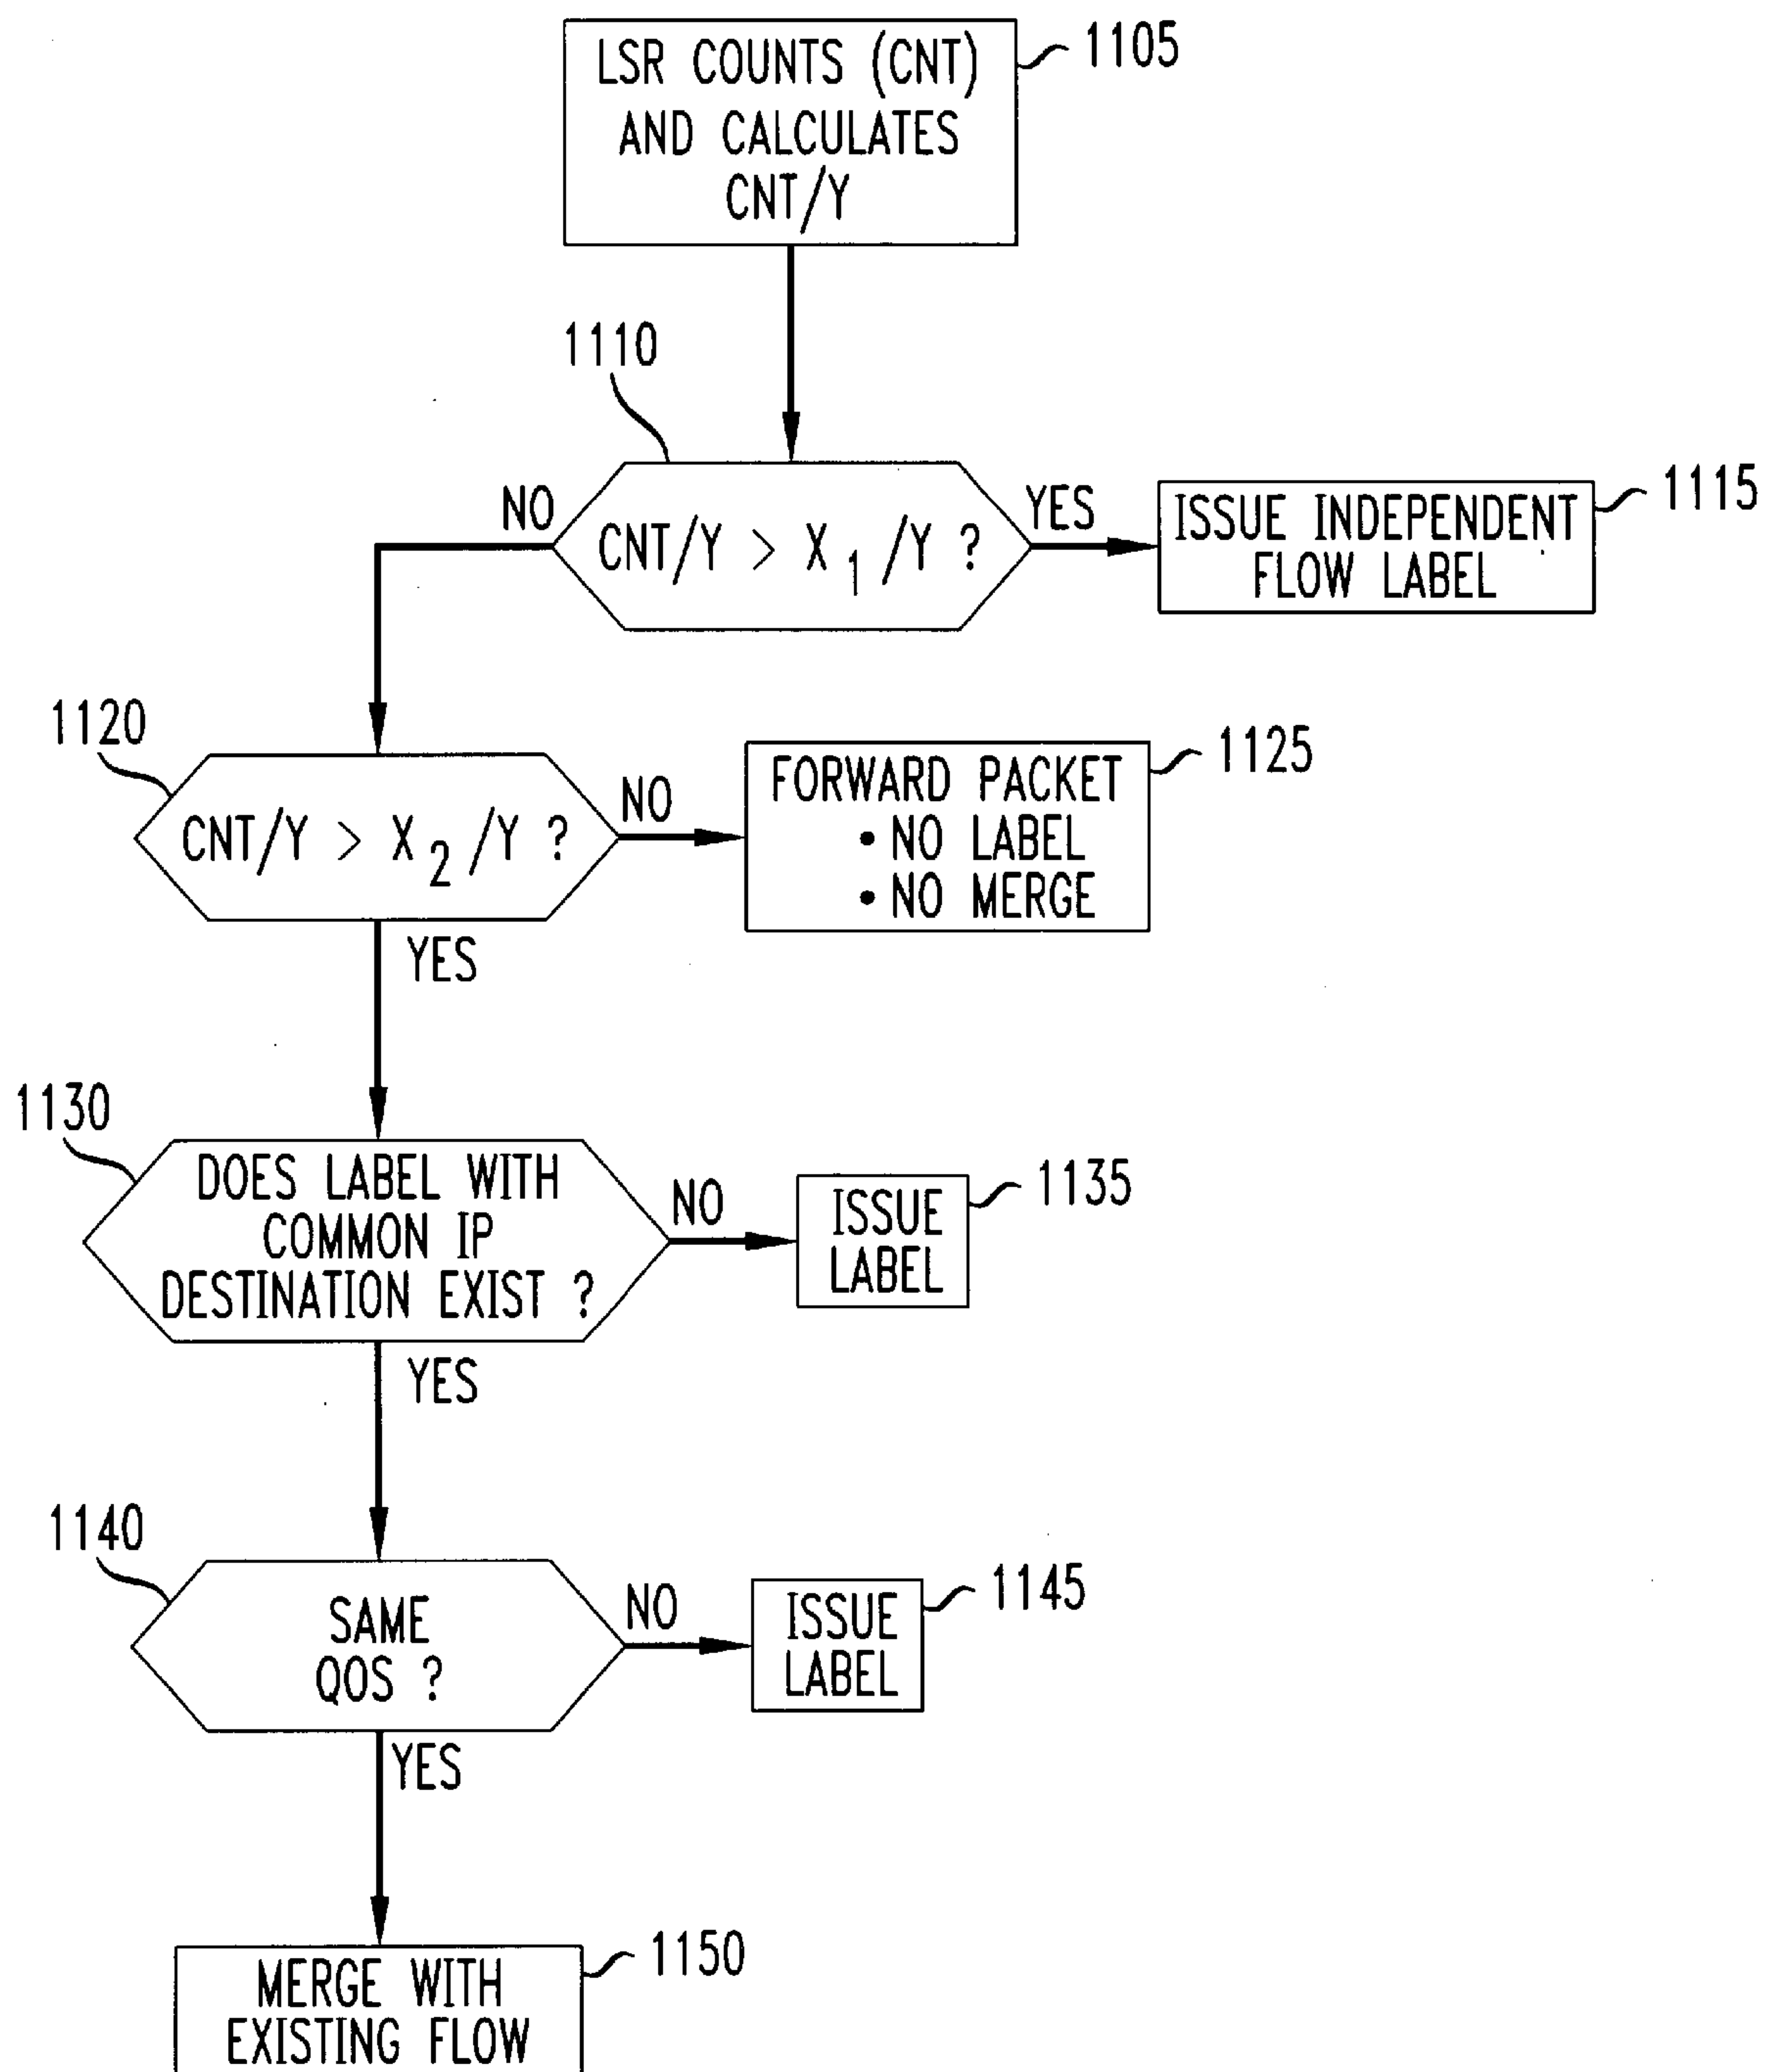 LSR COUNTS (CNT)
AND CALCULATES
CNT/Y
1105
1110
NO
CNT/Y > X 1 /Y ?
YES
ISSUE INDEPENDENT
FLOW LABEL
1115
1120
CNT/Y > X 2 /Y ?
NO
FORWARD PACKET
• NO LABEL
• NO MERGE
1125
YES
1130
DOES LABEL WITH
COMMON IP
DESTINATION EXIST ?
NO
ISSUE
LABEL
1135
YES
1140
SAME
QOS ?
NO
ISSUE
LABEL
1145
YES
MERGE WITH
EXISTING FLOW
1150